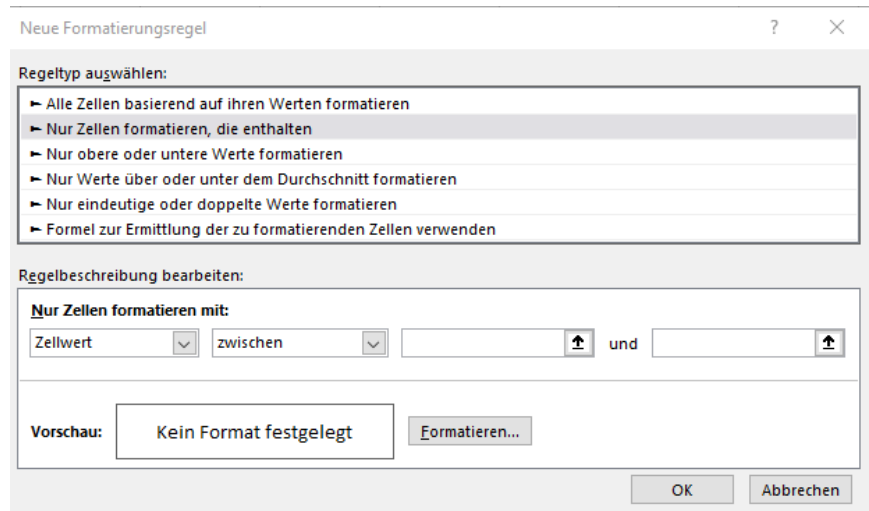 Neue Formatierungsregel ?
Regeltyp auswählen:
Alle Zellen basierend auf ihren Werten formatieren
Nur Zellen formatieren, die enthalten
Nur obere oder untere Werte formatieren
Nur Werte über oder unter dem Durchschnitt formatieren
Nur eindeutige oder doppelte Werte formatieren
Formel zur Ermittlung der zu formatierenden Zellen verwenden
Regelbeschreibung bearbeiten:
Nur Zellen formatieren mit:
Zellwert zwischen und
Vorschau: Kein Format festgelegt Formatieren...
OK Abbrechen